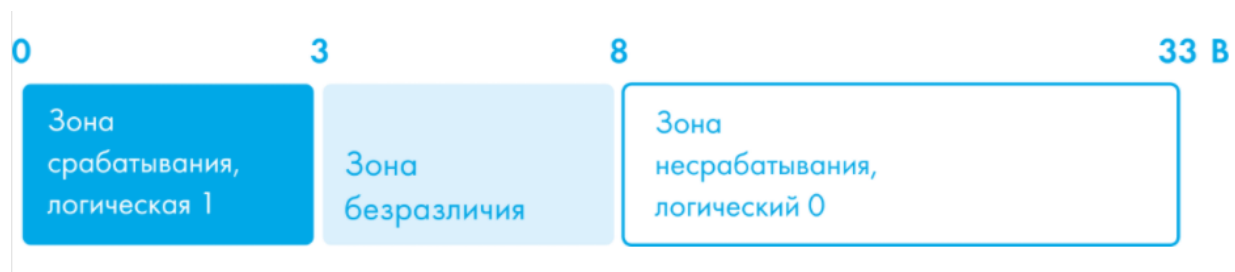 0 3 8 33 В
Зона
срабатывания,
логическая 1
Зона
безразличия
Зона
несрабатывания,
логический 0